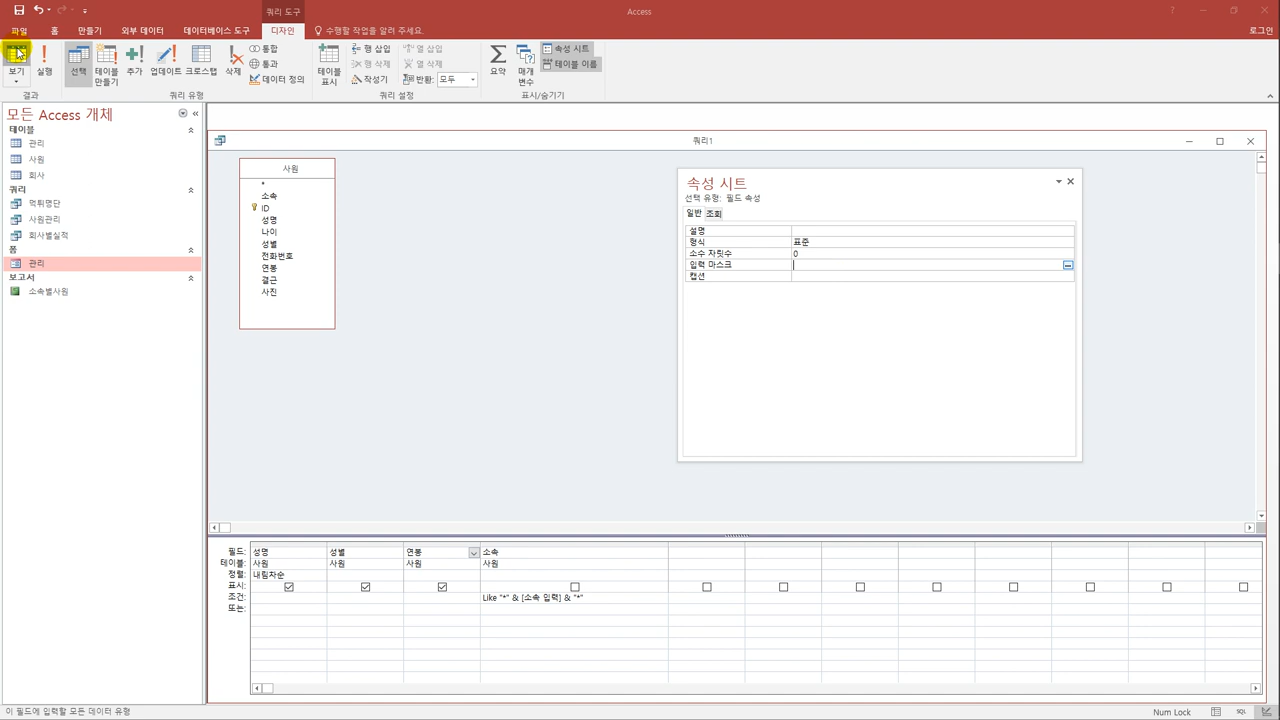 쿼리 도구
Access
로그인
파일 홈 만들기 외부 데이터 데이터베이스 도구 디자인 수행할 작업을 알려 주세요.
보기 실행 선택 테이블 만들기 추가 업데이트 크로스탭 삭제 통합 통과 데이터 정의 테이블 표시 행 삽입 행 삭제 작성기 열 삽입 열 삭제 반환: 모두 요약 매개 변수 속성 시트 테이블 이름
결과 쿼리 유형 쿼리 설정 표시/숨기기
모든 Access 개체
테이블
관리
사원
회사
쿼리
먹튀명단
사원관리
회사별실적
폼
관리
보고서
소속별사원
쿼리1
사원
*
소속
ID
성명
나이
성별
전화번호
연봉
결근
사진
속성 시트
선택 유형: 필드 속성
일반 조회
설명
형식 표준
소수 자릿수 0
입력 마스크
캡션
필드: 성명 성별 연봉 소속
테이블: 사원 사원 사원 사원
정렬: 내림차순
표시:
조건: Like "*" & [소속 입력] & "*"
또는:
이 필드에 입력할 모든 데이터 유형
Num Lock
SQL